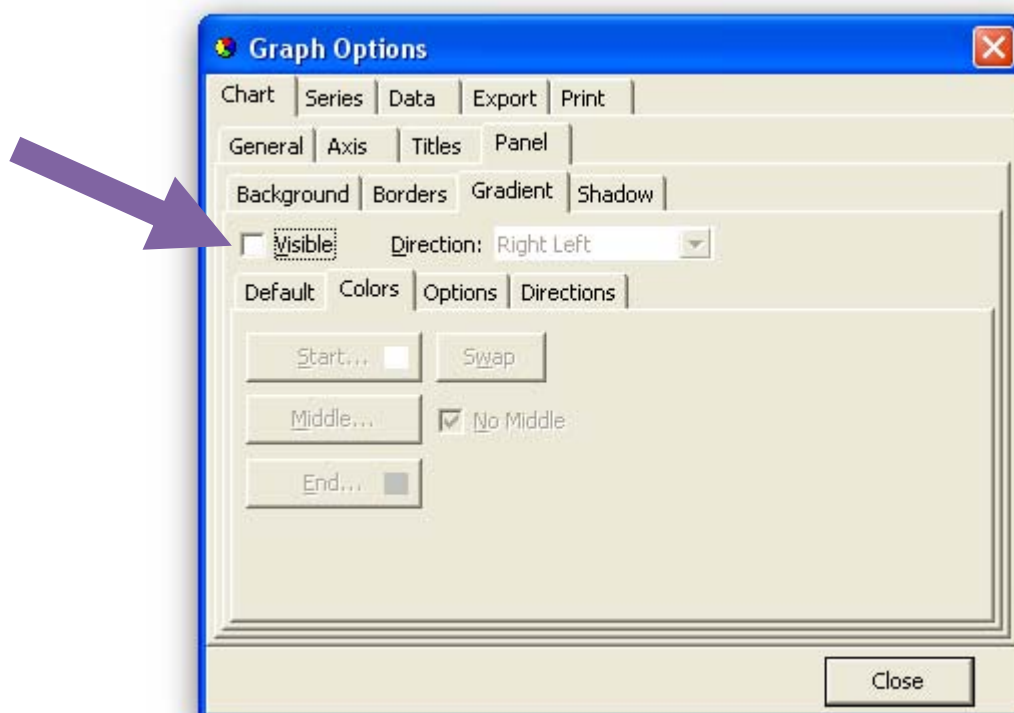 Graph Options
Chart Series Data Export Print
General Axis Titles Panel
Background Borders Gradient Shadow
Visible Direction: Right Left
Default Colors Options Directions
Start... Swap
Middle... No Middle
End...
Close